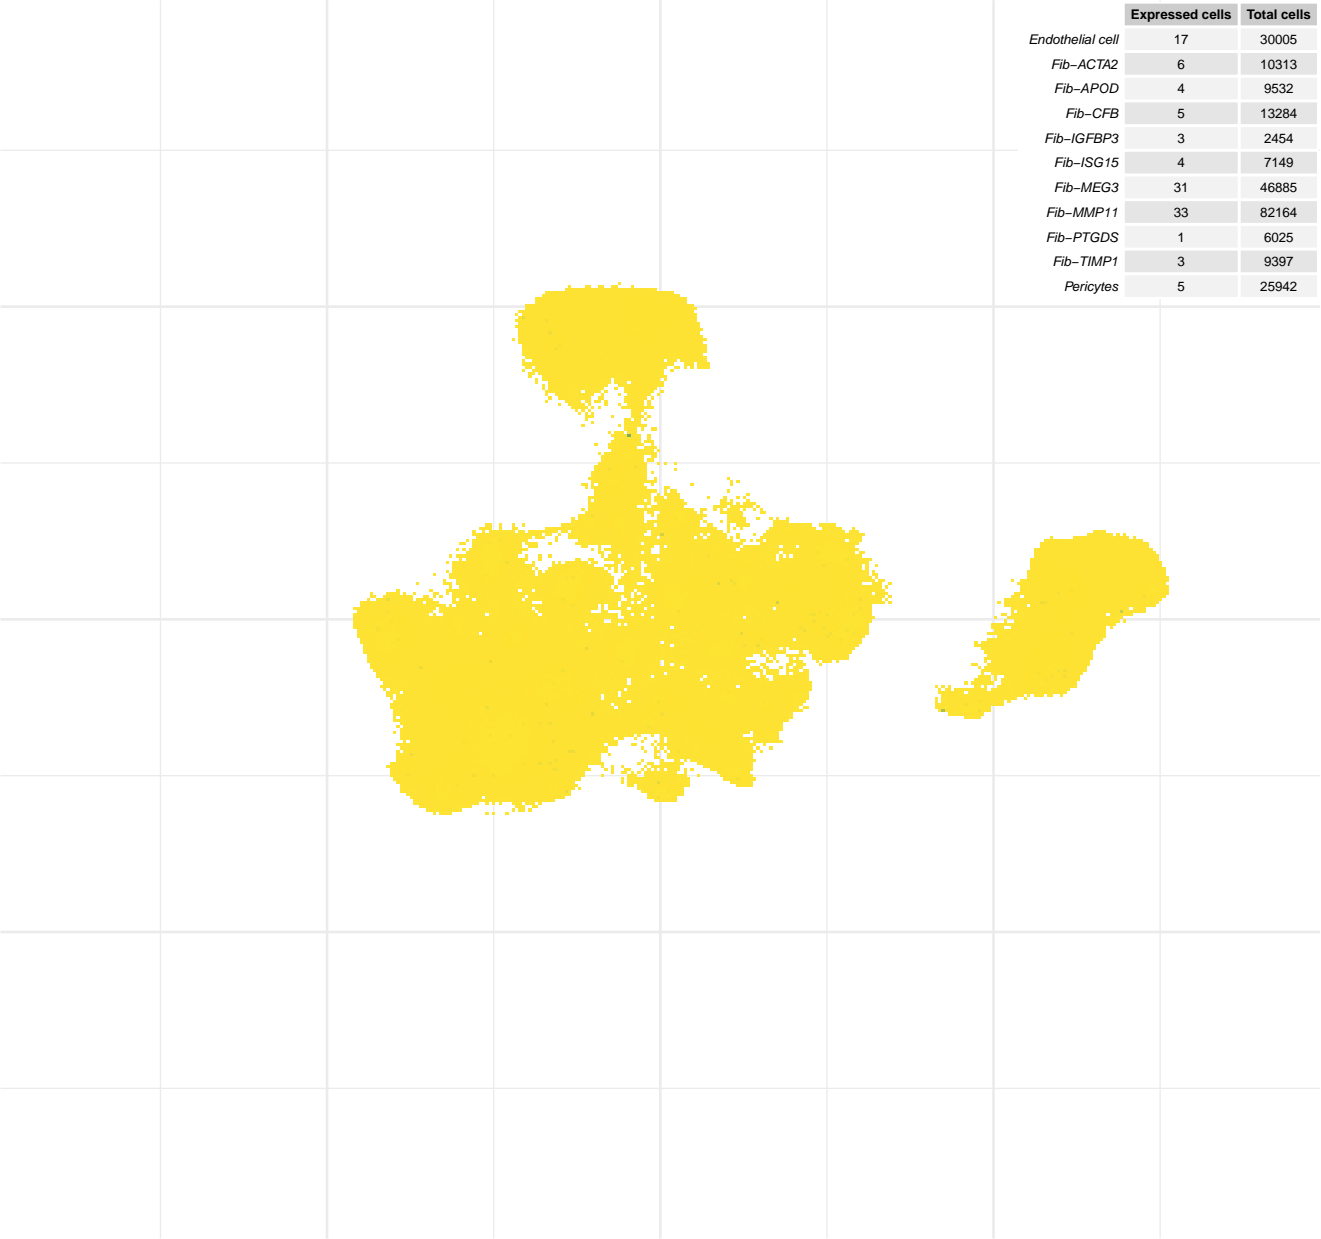 Expressed cells Total cells
Endothelial cell 17 30005
Fib−ACTA2 6 10313
Fib−APOD 4 9532
Fib−CFB 5 13284
Fib−IGFBP3 3 2454
Fib−ISG15 4 7149
Fib−MEG3 31 46885
Fib−MMP11 33 82164
Fib−PTGDS 1 6025
Fib−TIMP1 3 9397
Pericytes 5 25942